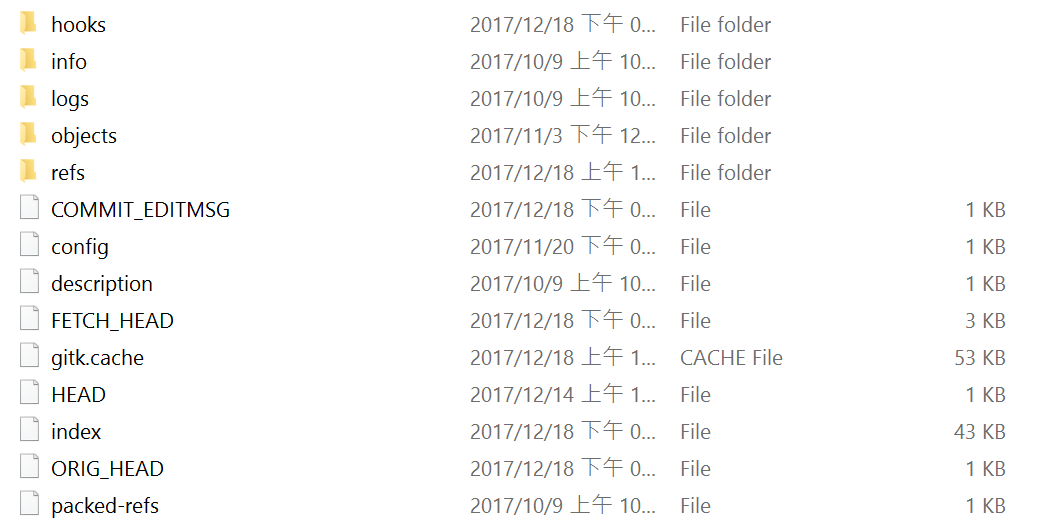 hooks 2017/12/18 下午 0... File folder
info 2017/10/9 上午 10... File folder
logs 2017/10/9 上午 10... File folder
objects 2017/11/3 下午 12... File folder
refs 2017/12/18 上午 1... File folder
COMMIT_EDITMSG 2017/12/18 下午 0... File 1 KB
config 2017/11/20 下午 0... File 1 KB
description 2017/10/9 上午 10... File 1 KB
FETCH_HEAD 2017/12/18 下午 0... File 3 KB
gitk.cache 2017/12/18 上午 1... CACHE File 53 KB
HEAD 2017/12/14 上午 1... File 1 KB
index 2017/12/18 下午 0... File 43 KB
ORIG_HEAD 2017/12/18 下午 0... File 1 KB
packed-refs 2017/10/9 上午 10... File 1 KB